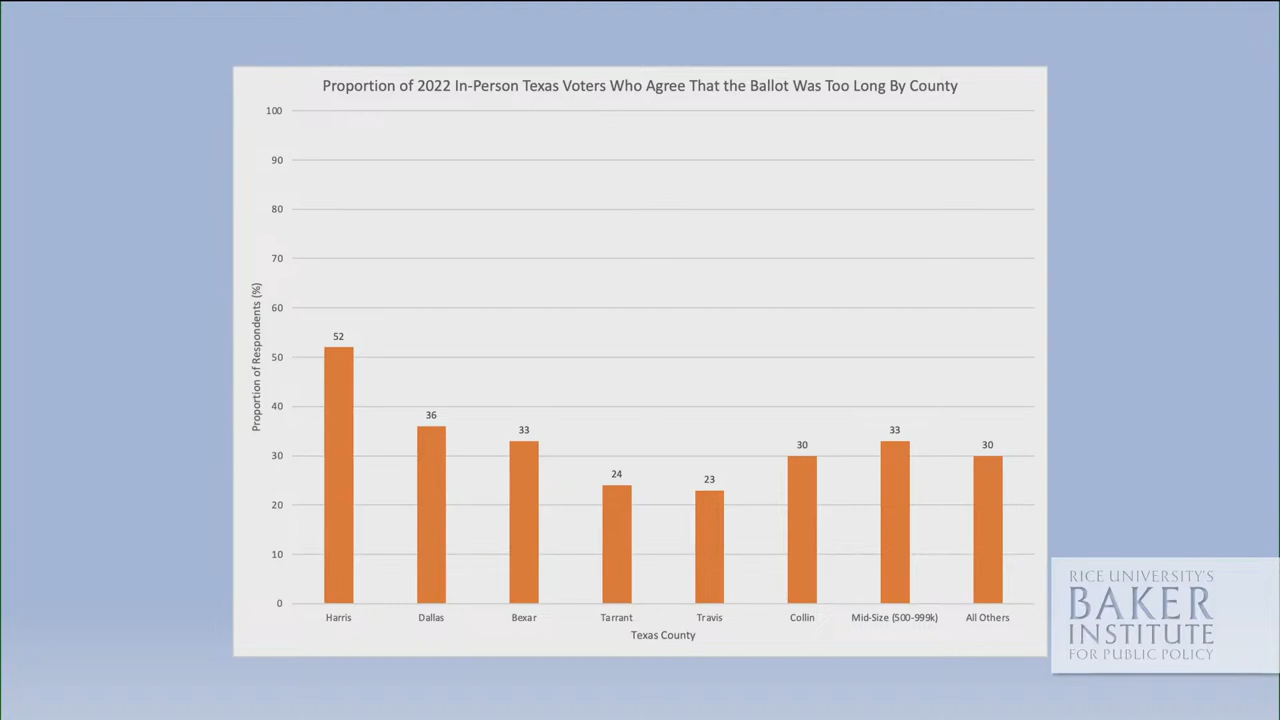 Proportion of 2022 In-Person Texas Voters Who Agree That the Ballot Was Too Long By County
100
90
80
70
60
50
40
30
20
10
0
Proportion of Respondents (%)
52
36
33
24
23
30
33
30
Harris
Dallas
Bexar
Tarrant
Travis
Collin
Mid-Size (500-999k)
All Others
Texas County
RICE UNIVERSITY'S
BAKER
INSTITUTE
FOR PUBLIC POLICY